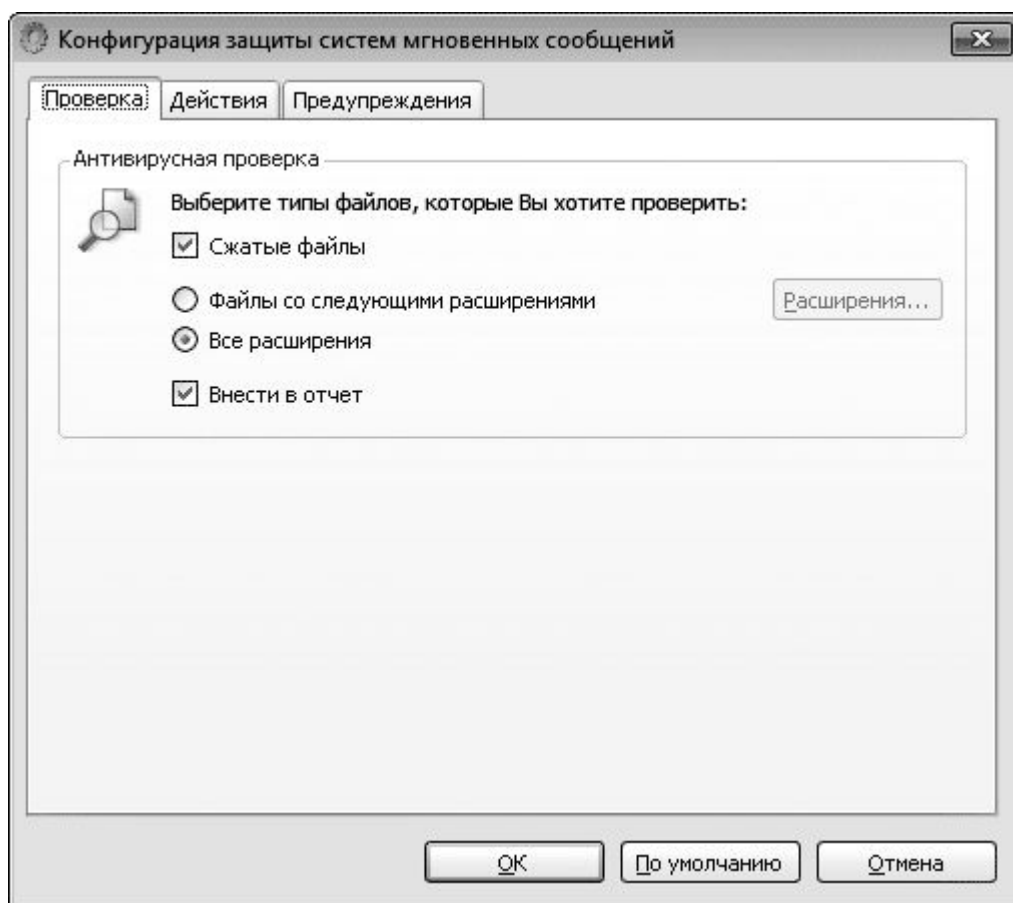 Конфигурация защиты систем мгновенных сообщений
Проверка Действия Предупреждения
Антивирусная проверка
Выберите типы файлов, которые Вы хотите проверить:
Сжатые файлы
Файлы со следующими расширениями Расширения...
Все расширения
Внести в отчет
OK По умолчанию Отмена